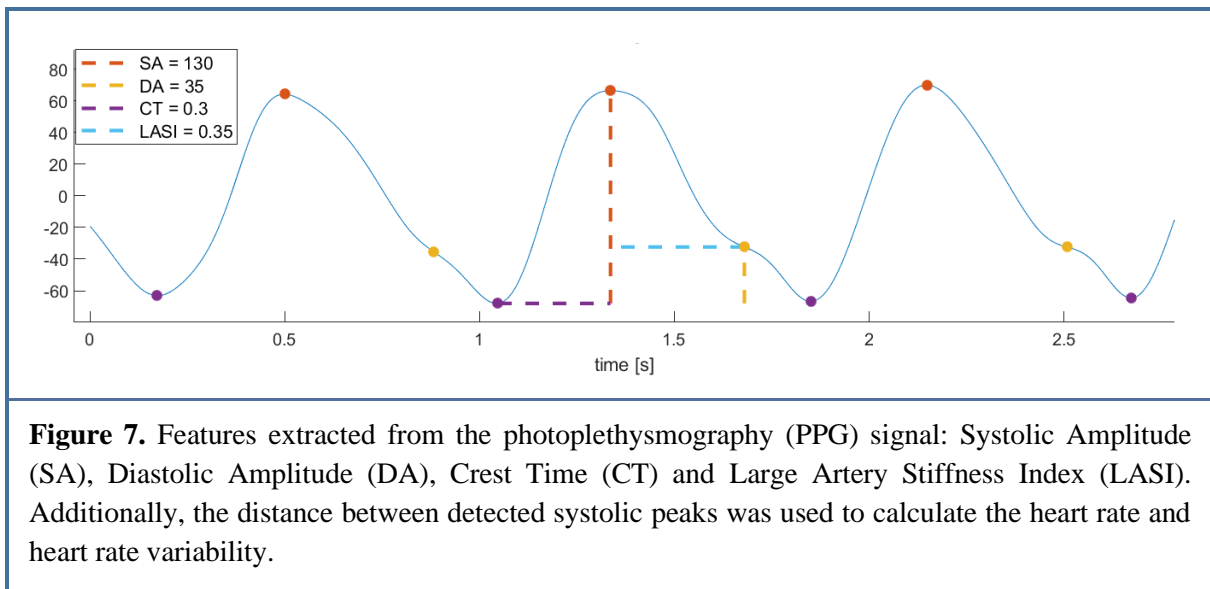 SA = 130
DA = 35
CT = 0.3
LASI = 0.35
80
60
40
20
0
-20
-40
-60
0 0.5 1 1.5 2 2.5
time [s]
Figure 7. Features extracted from the photoplethysmography (PPG) signal: Systolic Amplitude
(SA), Diastolic Amplitude (DA), Crest Time (CT) and Large Artery Stiffness Index (LASI).
Additionally, the distance between detected systolic peaks was used to calculate the heart rate and
heart rate variability.